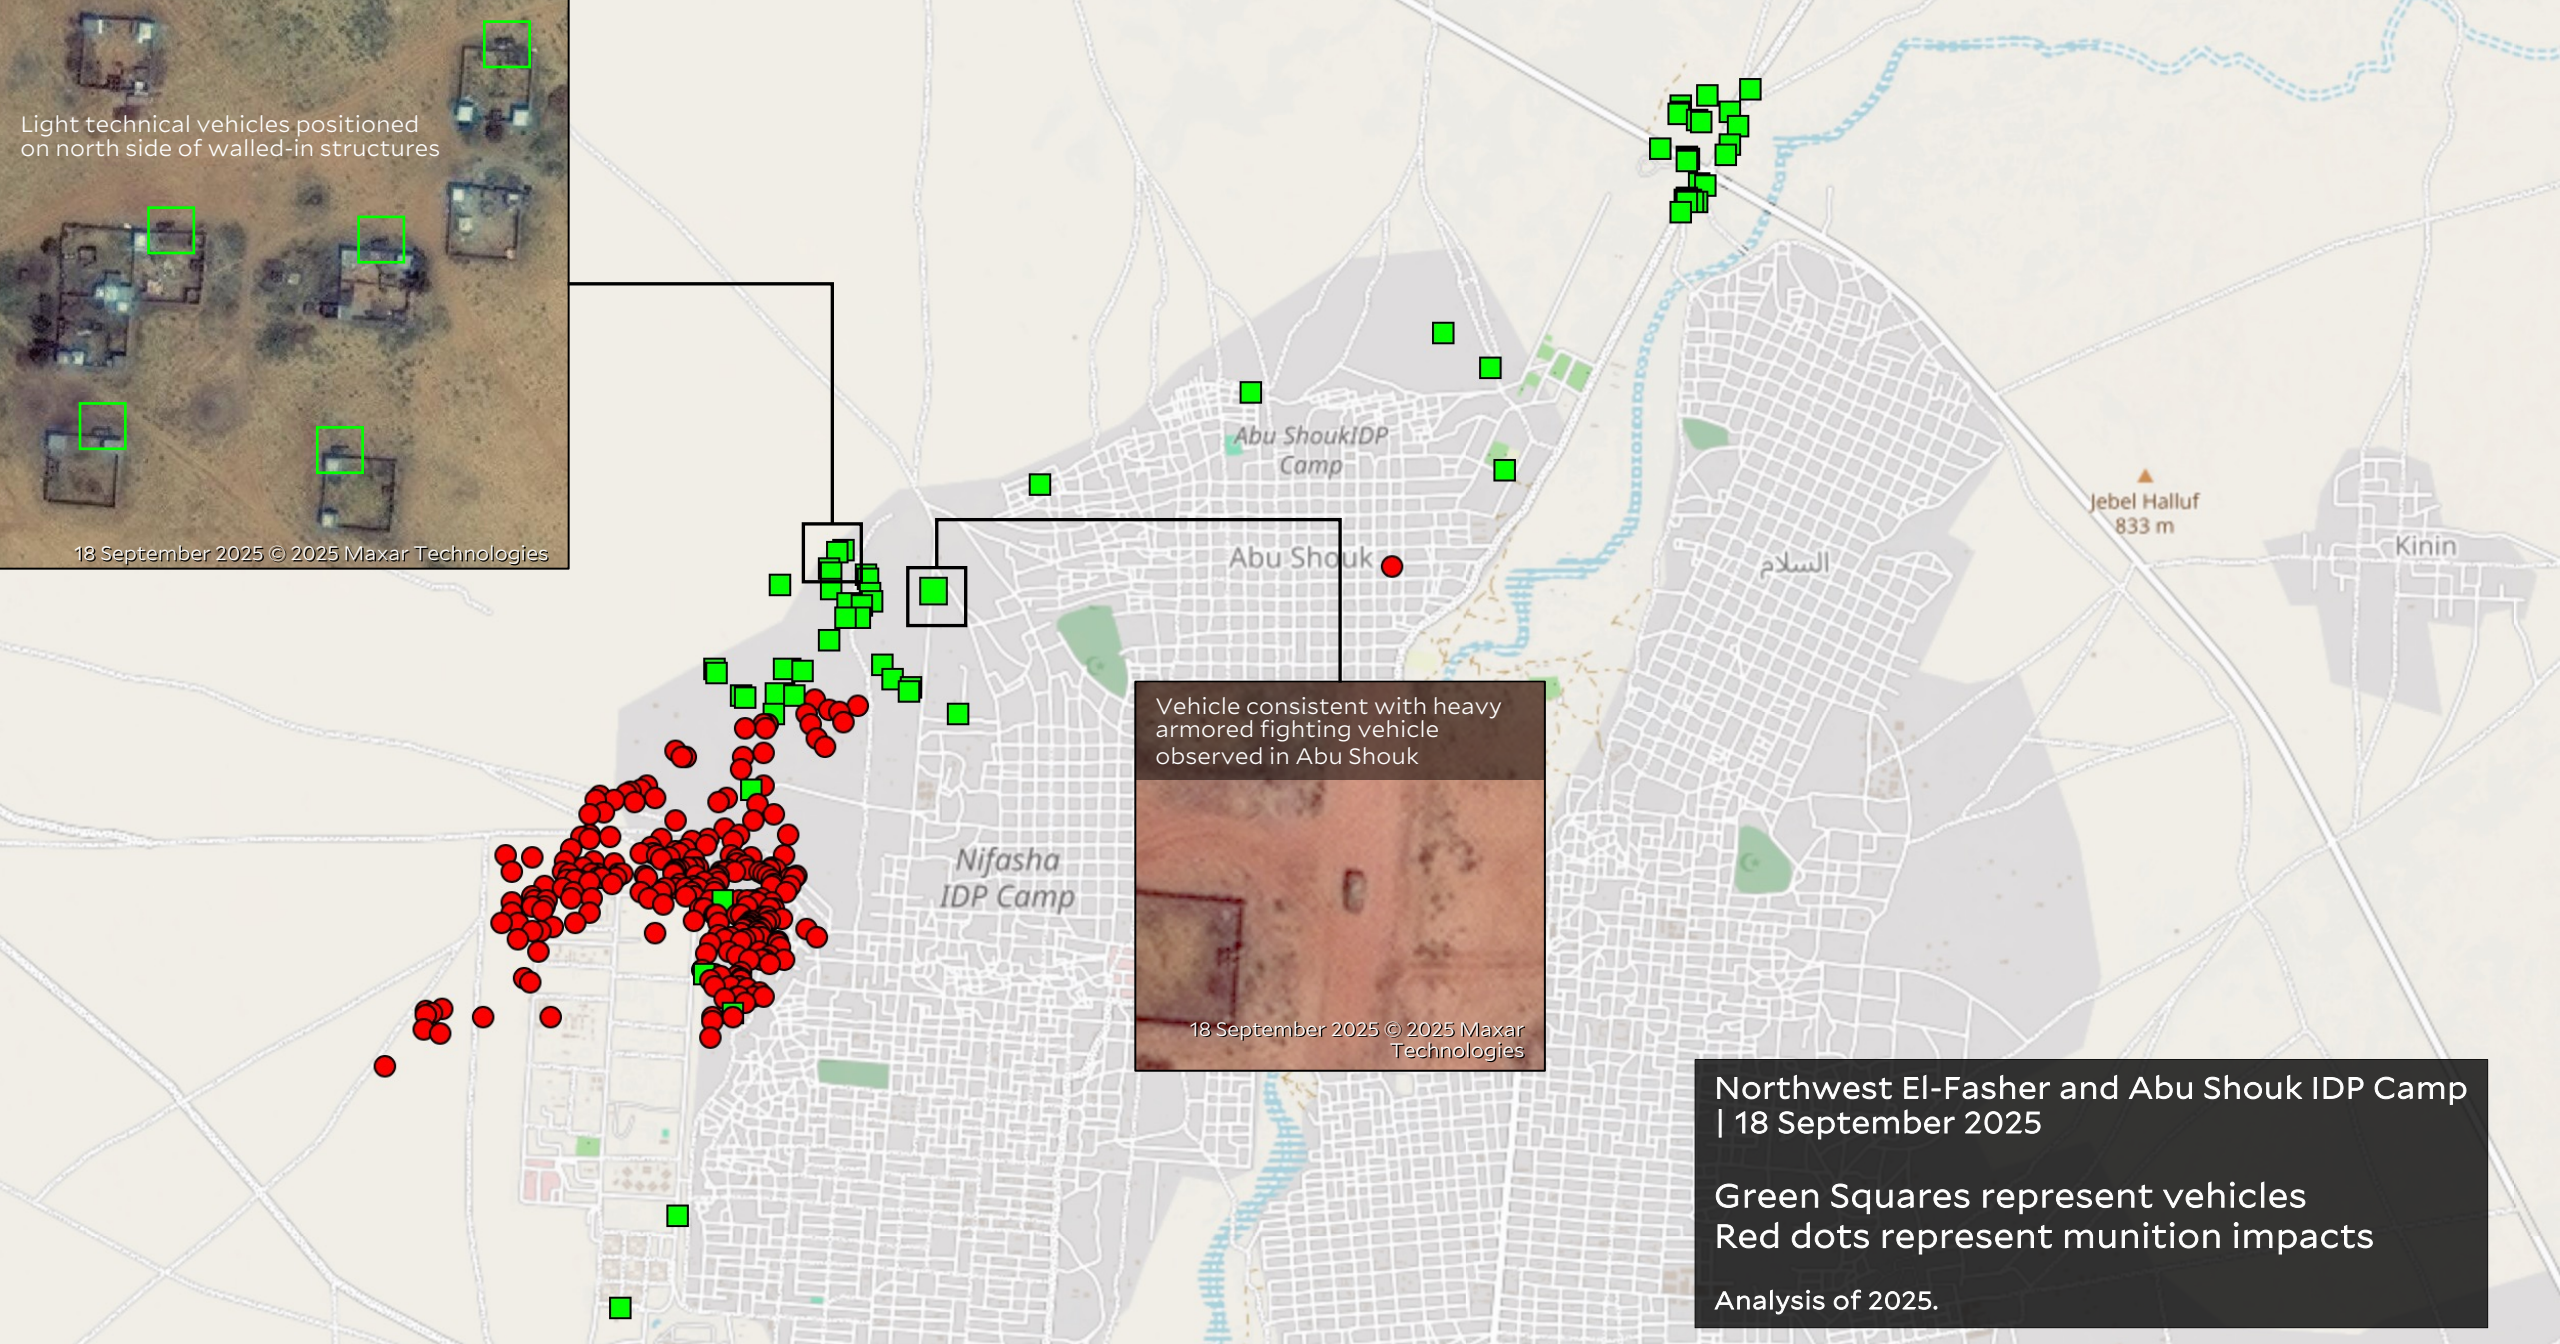 Light technical vehicles positioned
on north side of walled-in structures
18 September 2025 © 2025 Maxar Technologies
Abu ShoukIDP
Camp
Abu Shouk
السلام
Jebel Halluf
833 m
Kinin
Vehicle consistent with heavy
armored fighting vehicle
observed in Abu Shouk
18 September 2025 © 2025 Maxar
Technologies
Nifasha
IDP Camp
Northwest El-Fasher and Abu Shouk IDP Camp
| 18 September 2025
Green Squares represent vehicles
Red dots represent munition impacts
Analysis of 2025.